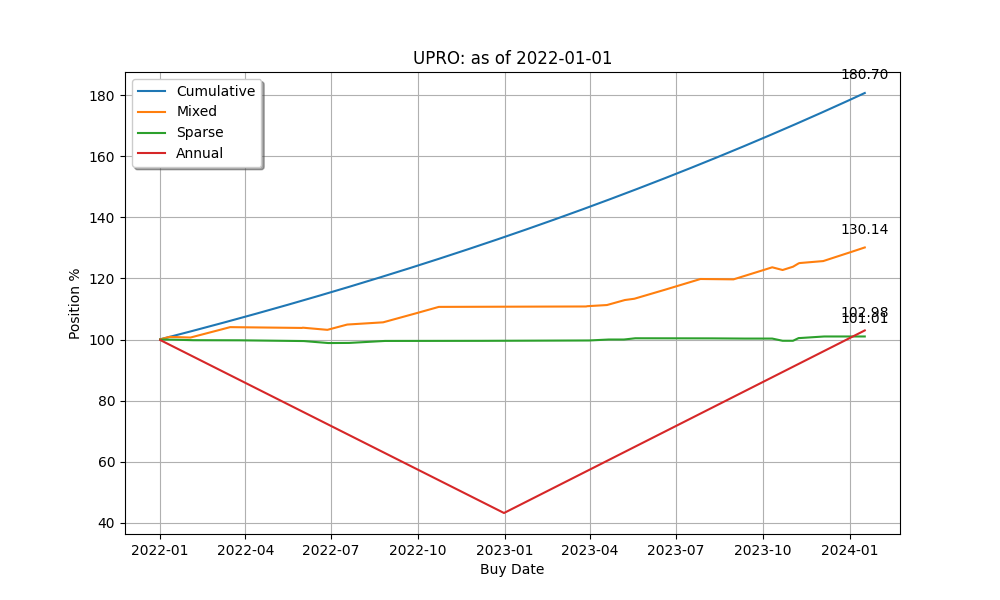 UPRO: as of 2022-01-01
180.70
180
Cumulative
Mixed
Sparse
Annual
160
140
130.14
120
102.98
101.01
100
80
60
40
Position %
2022-01 2022-04 2022-07 2022-10 2023-01 2023-04 2023-07 2023-10 2024-01
Buy Date